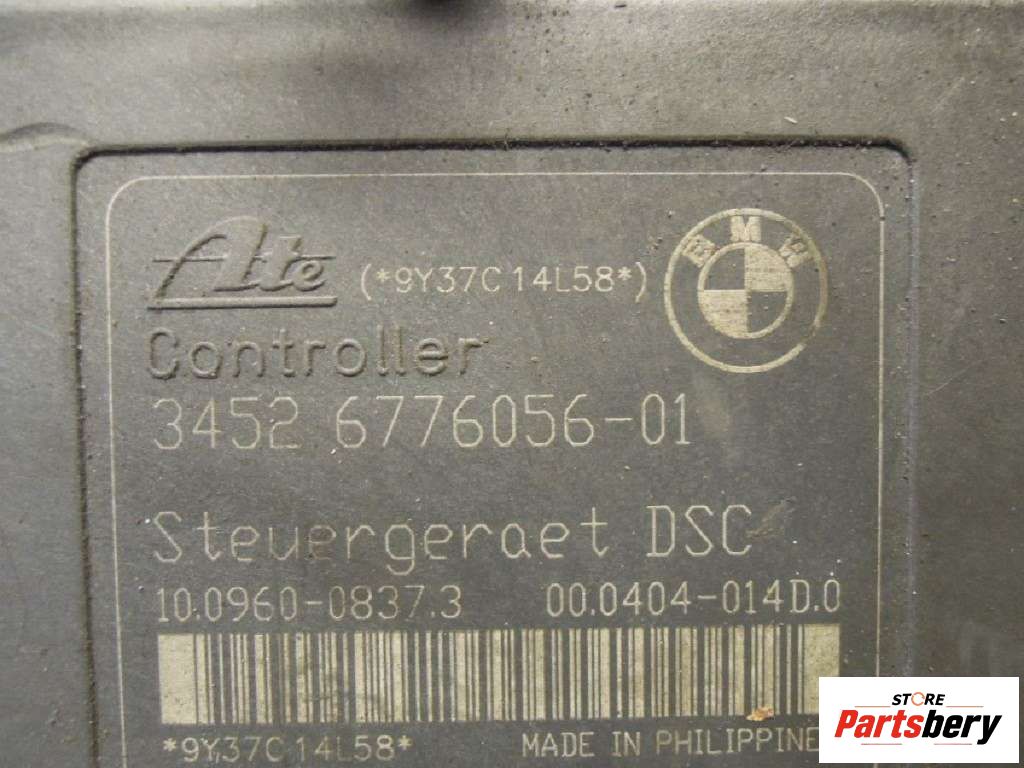 Ate (*9Y37C14L58*) BMW
Controller
3452 6776056-01
Steuergeraet DSC
10.0960-0837.3 00.0404-014D.0
*9Y37C14L58* MADE IN PHILIPPINE
STORE
Partsbery